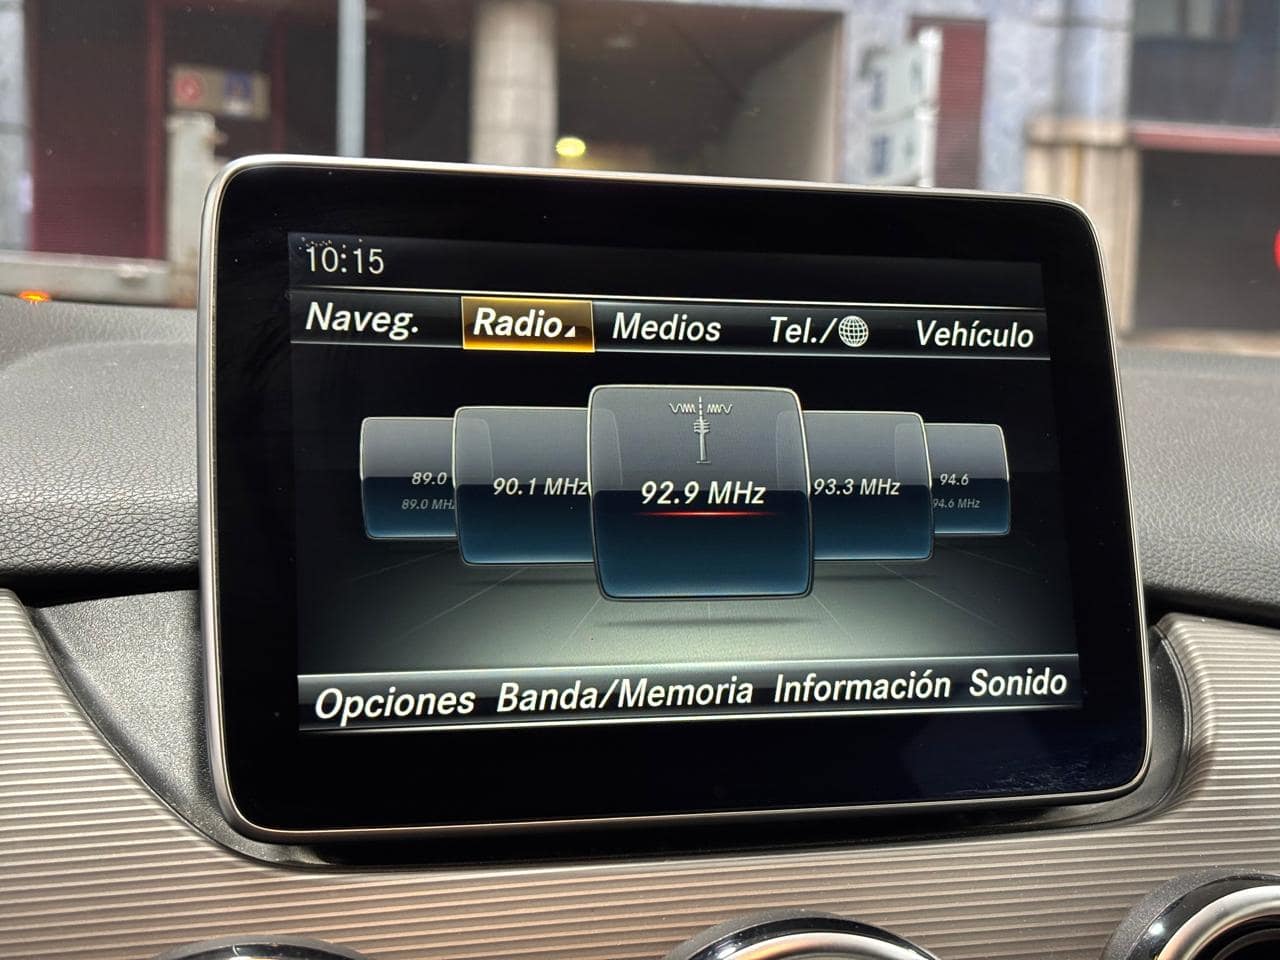 10:15
Naveg. Radio Medios Tel./ Vehículo
89.0 90.1 MHz 92.9 MHz 93.3 MHz 94.6
89.0 MHz 94.6 MHz
Opciones Banda/Memoria Información Sonido